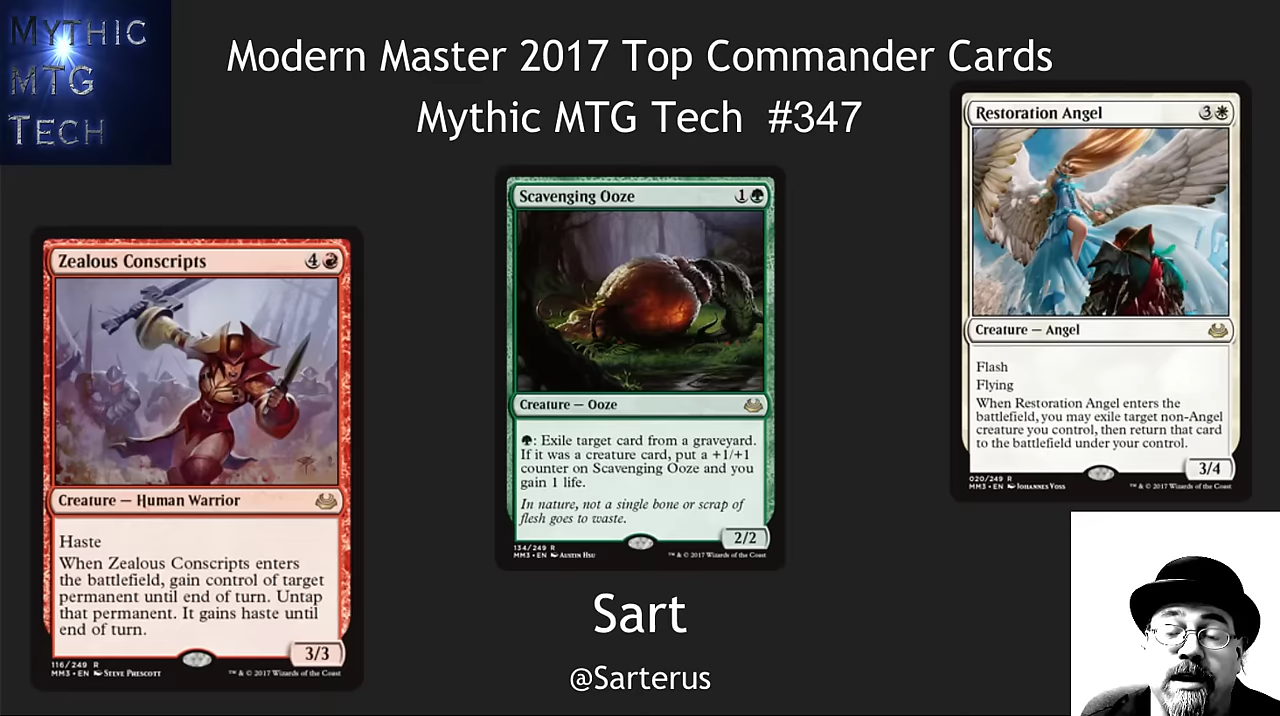 MYTHIC
MTG
TECH
Modern Master 2017 Top Commander Cards
Mythic MTG Tech #347
Zealous Conscripts 4
Creature — Human Warrior
Haste
When Zealous Conscripts enters
the battlefield, gain control of target
permanent until end of turn. Untap
that permanent. It gains haste until
end of turn.
3/3
116/249 R
MM3 • EN STEVE PRESCOTT
™ & © 2017 Wizards of the Coast
Scavenging Ooze 1
Creature — Ooze
: Exile target card from a graveyard.
If it was a creature card, put a +1/+1
counter on Scavenging Ooze and you
gain 1 life.
In nature, not a single bone or scrap of
flesh goes to waste.
2/2
134/249 R
MM3 • EN AUSTIN HSU
™ & © 2017 Wizards of the Coast
Restoration Angel 3
Creature — Angel
Flash
Flying
When Restoration Angel enters the
battlefield, you may exile target non-Angel
creature you control, then return that card
to the battlefield under your control.
3/4
020/249 R
MM3 • EN JOHANNES VOSS
™ & © 2017 Wizards of the Coast
Sart
@Sarterus